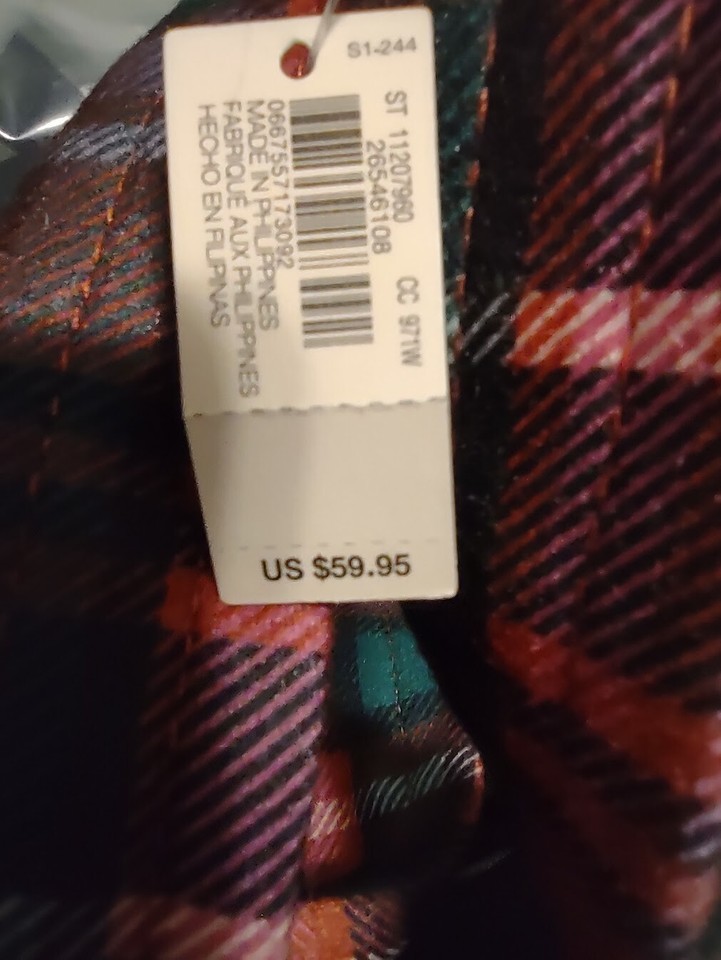 S1-244
ST 11207960 CC 971W
26546108
0667557173092
MADE IN PHILIPPINES
FABRIQUÉ AUX PHILIPPINES
HECHO EN FILIPINAS
US $59.95